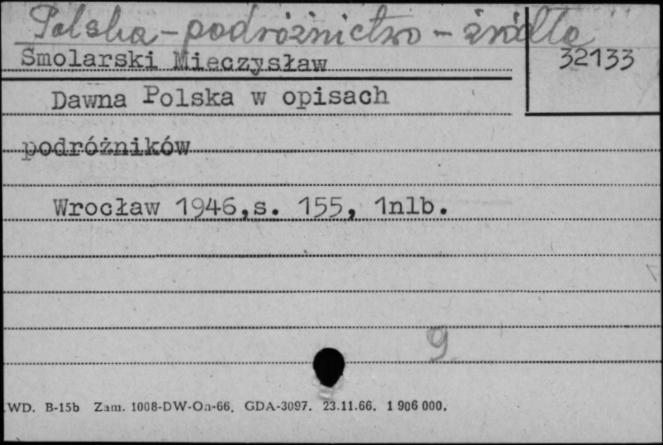 Polska - podróżnictwo - źródła
Smolarski Mieczysław
32133
Dawna Polska w opisach
podróżników
Wrocław 1946,s. 155, 1nlb.
9
WD. B-15b Zam. 1008-DW-On-66. GDA-3097. 23.11.66. 1 906 000.